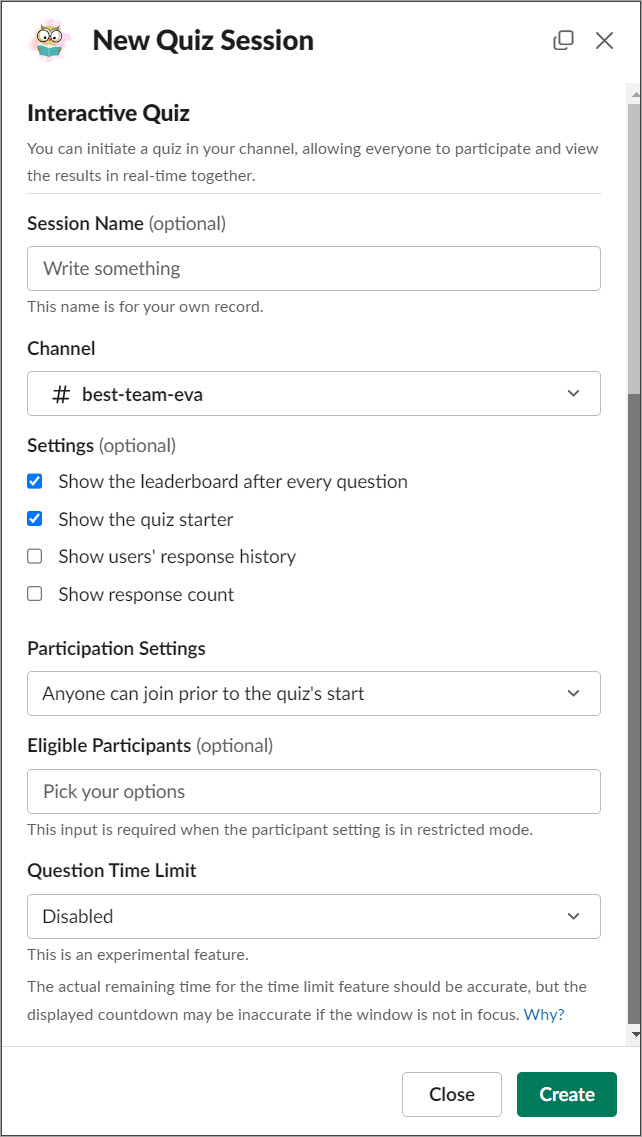 New Quiz Session
Interactive Quiz
You can initiate a quiz in your channel, allowing everyone to participate and view
the results in real-time together.
Session Name (optional)
Write something
This name is for your own record.
Channel
# best-team-eva
Settings (optional)
Show the leaderboard after every question
Show the quiz starter
Show users' response history
Show response count
Participation Settings
Anyone can join prior to the quiz's start
Eligible Participants (optional)
Pick your options
This input is required when the participant setting is in restricted mode.
Question Time Limit
Disabled
This is an experimental feature.
The actual remaining time for the time limit feature should be accurate, but the
displayed countdown may be inaccurate if the window is not in focus. Why?
Close Create